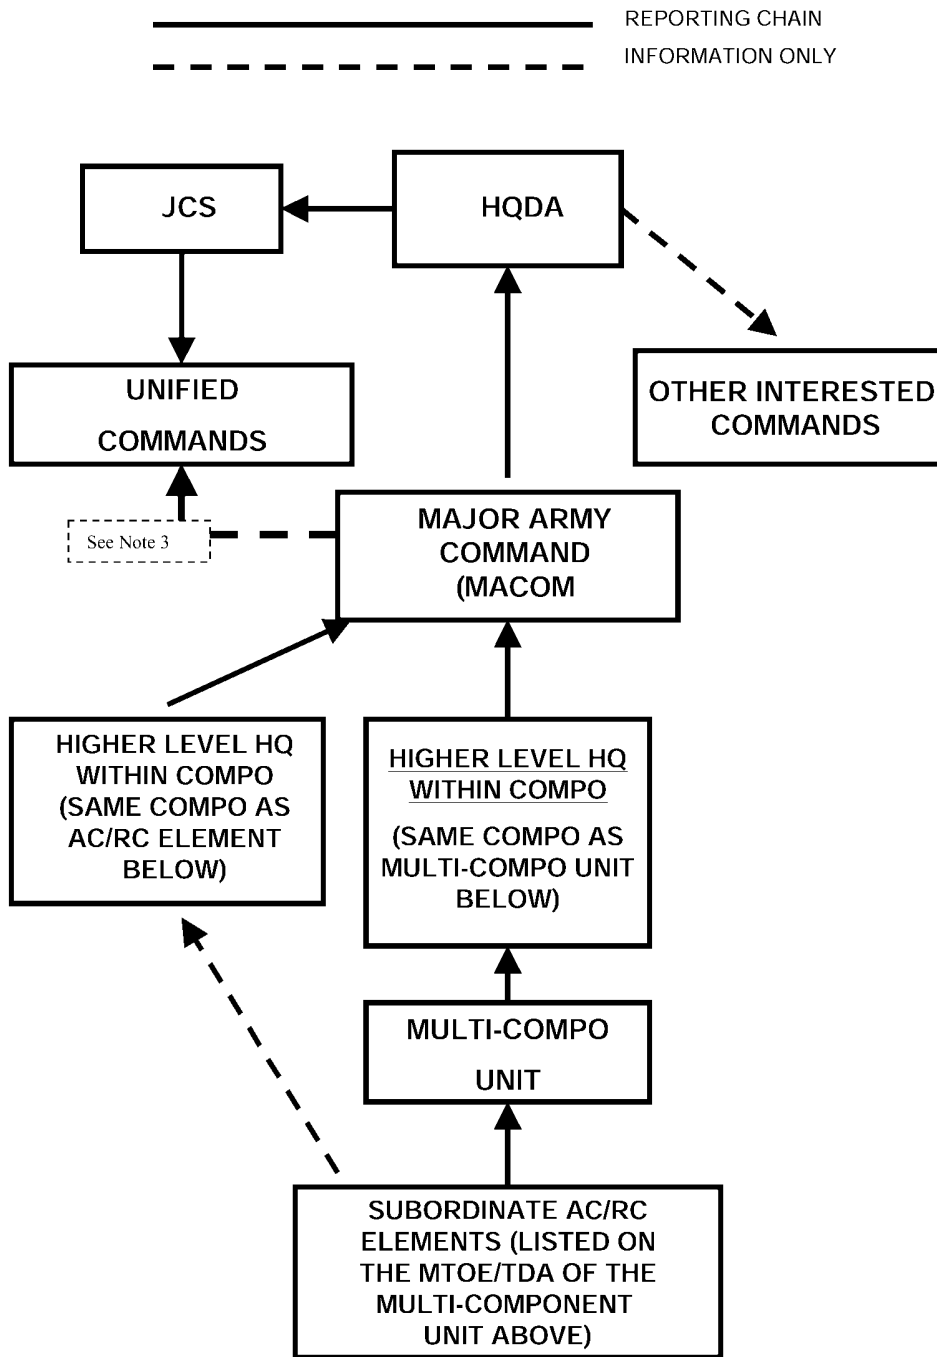 REPORTING CHAIN
INFORMATION ONLY
JCS
HQDA
UNIFIED
COMMANDS
OTHER INTERESTED
COMMANDS
See Note 3
MAJOR ARMY
COMMAND
(MACOM
HIGHER LEVEL HQ
WITHIN COMPO
(SAME COMPO AS
AC/RC ELEMENT
BELOW)
HIGHER LEVEL HQ
WITHIN COMPO
(SAME COMPO AS
MULTI-COMPO UNIT
BELOW)
MULTI-COMPO
UNIT
SUBORDINATE AC/RC
ELEMENTS (LISTED ON
THE MTOE/TDA OF THE
MULTI-COMPONENT
UNIT ABOVE)